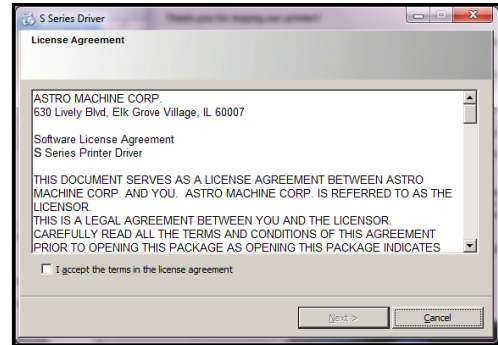 S Series Driver
Thank you for buying our printer!
License Agreement
ASTRO MACHINE CORP.
630 Lively Blvd, Elk Grove Village, IL 60007
Software License Agreement
S Series Printer Driver
THIS DOCUMENT SERVES AS A LICENSE AGREEMENT BETWEEN ASTRO
MACHINE CORP. AND YOU.  ASTRO MACHINE CORP. IS REFERRED TO AS THE
LICENSOR.
THIS IS A LEGAL AGREEMENT BETWEEN YOU AND THE LICENSOR.
CAREFULLY READ ALL THE TERMS AND CONDITIONS OF THIS AGREEMENT
PRIOR TO OPENING THIS PACKAGE AS OPENING THIS PACKAGE INDICATES
I accept the terms in the license agreement
Next >
Cancel